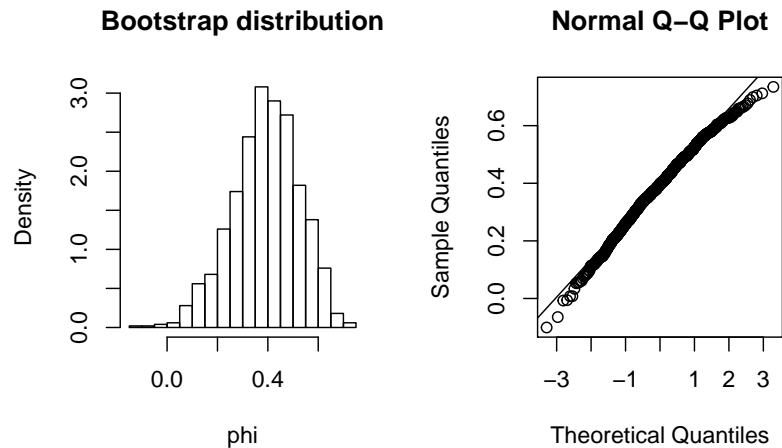 Bootstrap distribution
Density
0.0 1.0 2.0 3.0
0.0 0.4
phi
Normal Q−Q Plot
Sample Quantiles
0.0 0.2 0.4 0.6
−3 −1 1 2 3
Theoretical Quantiles